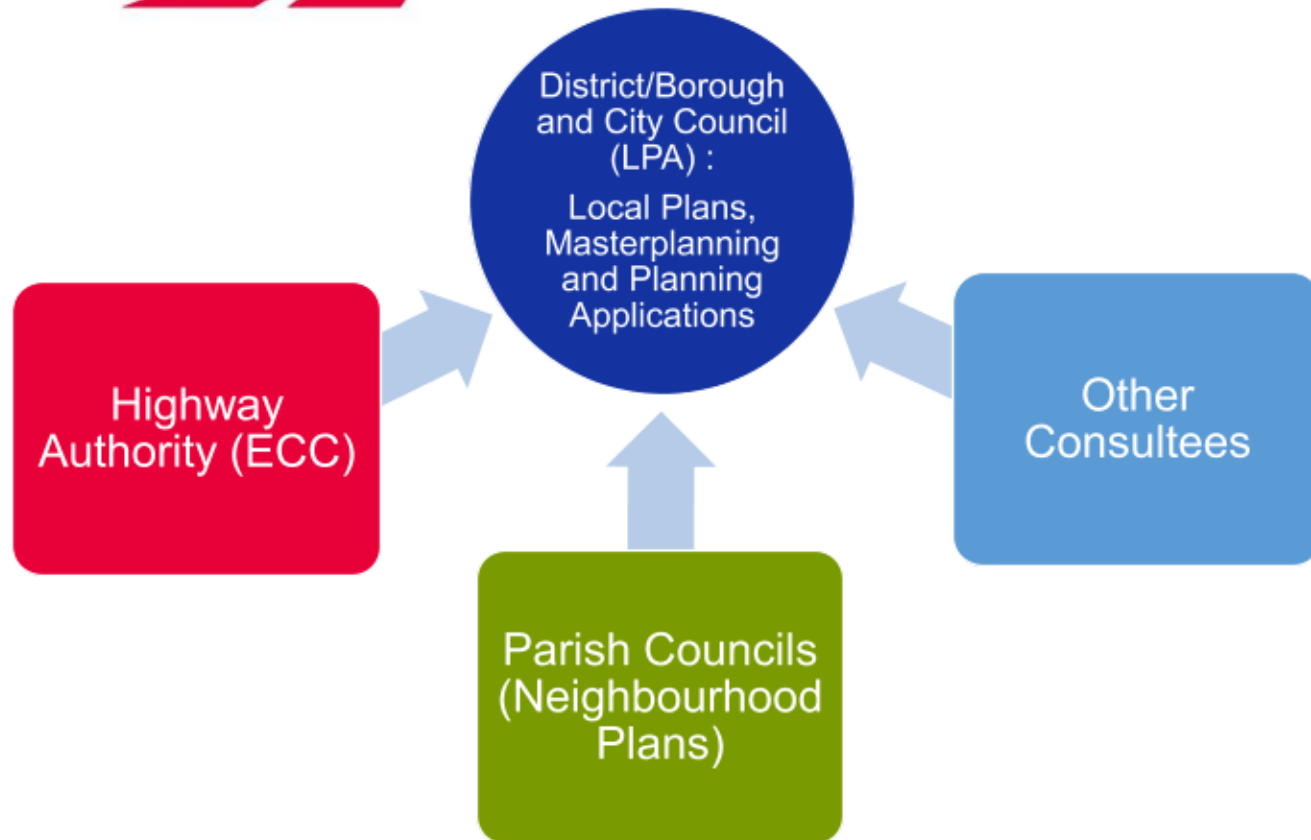 District/Borough
and City Council
(LPA) :
Local Plans,
Masterplanning
and Planning
Applications
Highway
Authority (ECC)
Other
Consultees
Parish Councils
(Neighbourhood
Plans)